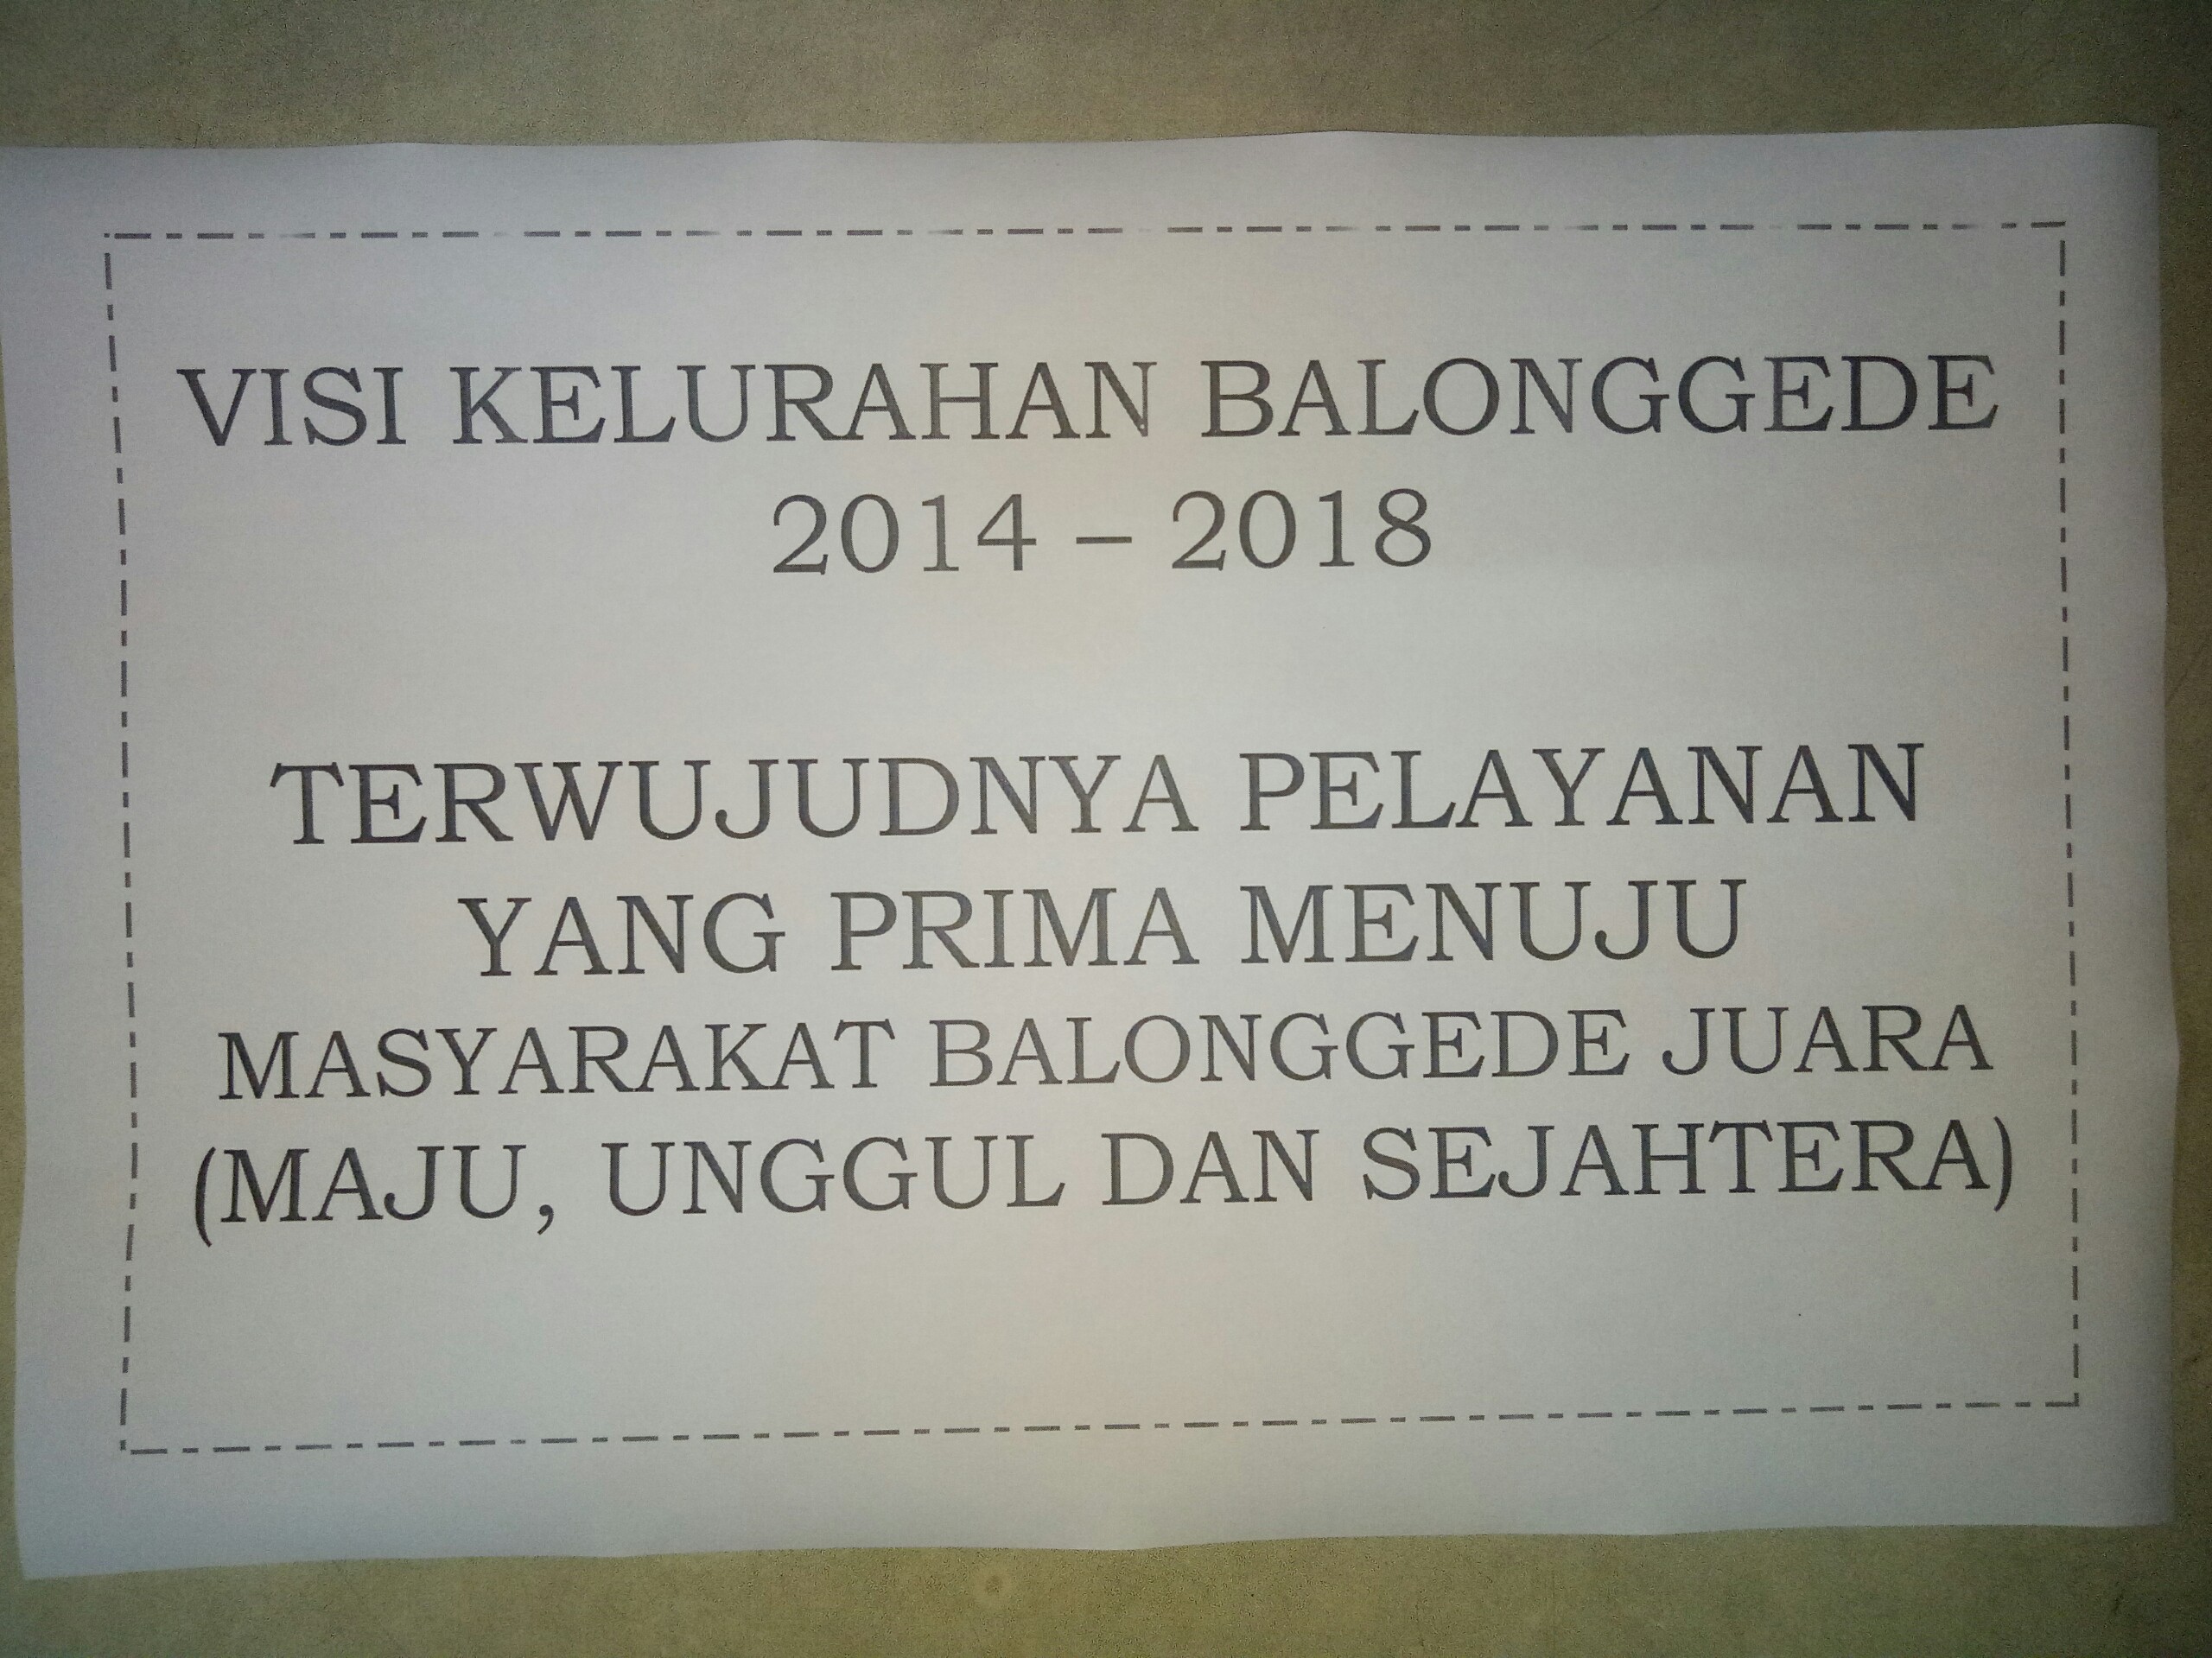 VISI KELURAHAN BALONGGEDE
2014 – 2018
TERWUJUDNYA PELAYANAN
YANG PRIMA MENUJU
MASYARAKAT BALONGGEDE JUARA
(MAJU, UNGGUL DAN SEJAHTERA)